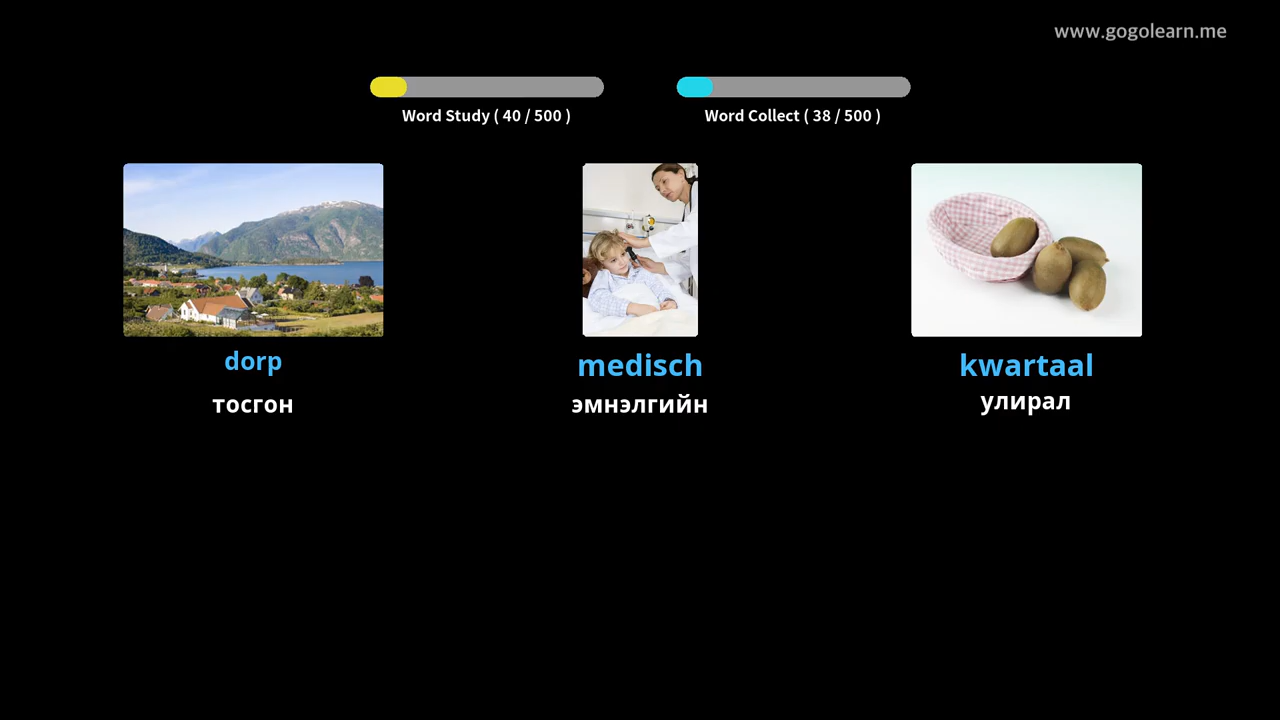 www.gogolearn.me
Word Study ( 40 / 500 )
Word Collect ( 38 / 500 )
dorp
тосгон
medisch
эмнэлгийн
kwartaal
улирал